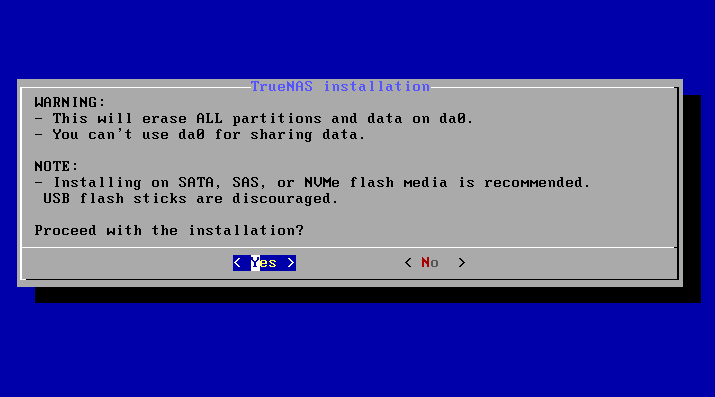 TrueNAS installation
WARNING:
- This will erase ALL partitions and data on da0.
- You can't use da0 for sharing data.
NOTE:
- Installing on SATA, SAS, or NVMe flash media is recommended.
USB flash sticks are discouraged.
Proceed with the installation?
< Yes > < No >